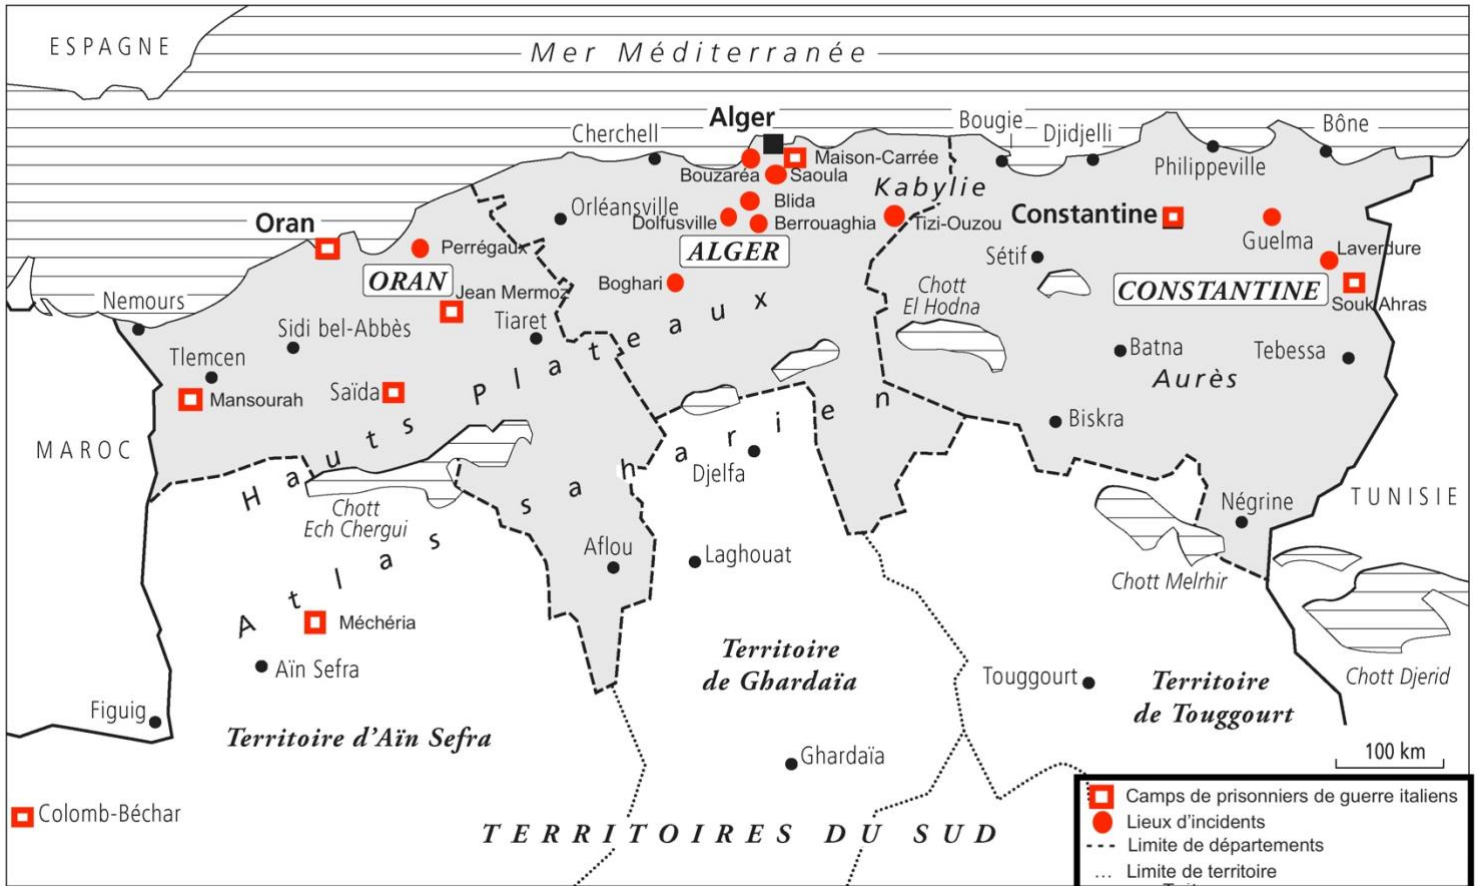 ESPAGNE
Mer Méditerranée
Alger
Cherchell
Bougie
Djidjelli
Bône
Maison-Carrée
Philippeville
Bouzaréa
Saoula
Kabylie
Orléansville
Blida
Dolfusville
Berrouaghia
Tizi-Ouzou
Constantine
Oran
Perrégaux
ALGER
Sétif
Guelma
Laverdure
ORAN
Boghari
Chott
El Hodna
CONSTANTINE
Souk Ahras
Nemours
Jean Mermoz
Sidi bel-Abbès
Tiaret
Hauts Plateaux
Tlemcen
Batna
Tebessa
Mansourah
Saïda
Aurès
Biskra
MAROC
Djelfa
Atlas saharien
Chott
Ech Chergui
Négrine
TUNISIE
Aflou
Laghouat
Chott Melrhir
Méchéria
Aïn Sefra
Territoire
de Ghardaïa
Touggourt
Territoire
de Touggourt
Chott Djerid
Figuig
Territoire d'Aïn Sefra
Ghardaïa
100 km
Colomb-Béchar
TERRITOIRES DU SUD
Camps de prisonniers de guerre italiens
Lieux d'incidents
Limite de départements
Limite de territoire